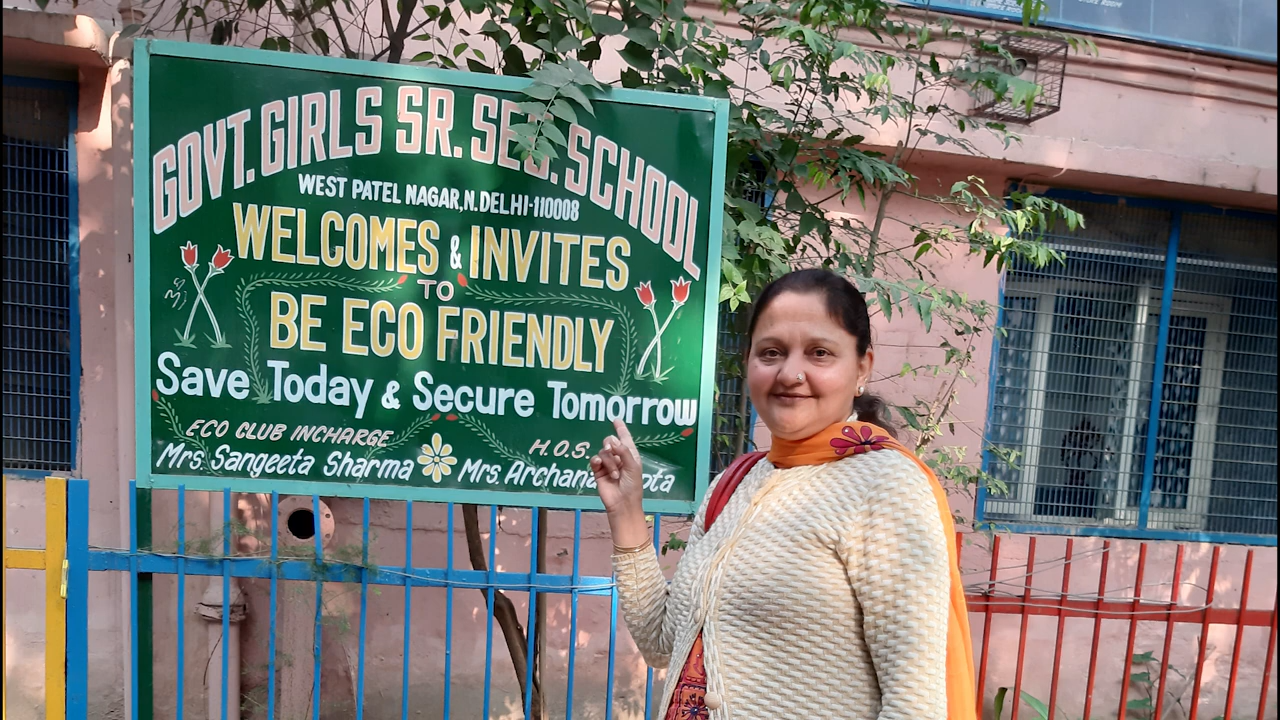 GOVT. GIRLS SR. SEC. SCHOOL
WEST PATEL NAGAR, N. DELHI-110008
WELCOMES & INVITES
TO
BE ECO FRIENDLY
Save Today & Secure Tomorrow
ECO CLUB INCHARGE H.O.S.
Mrs. Sangeeta Sharma Mrs. Archana